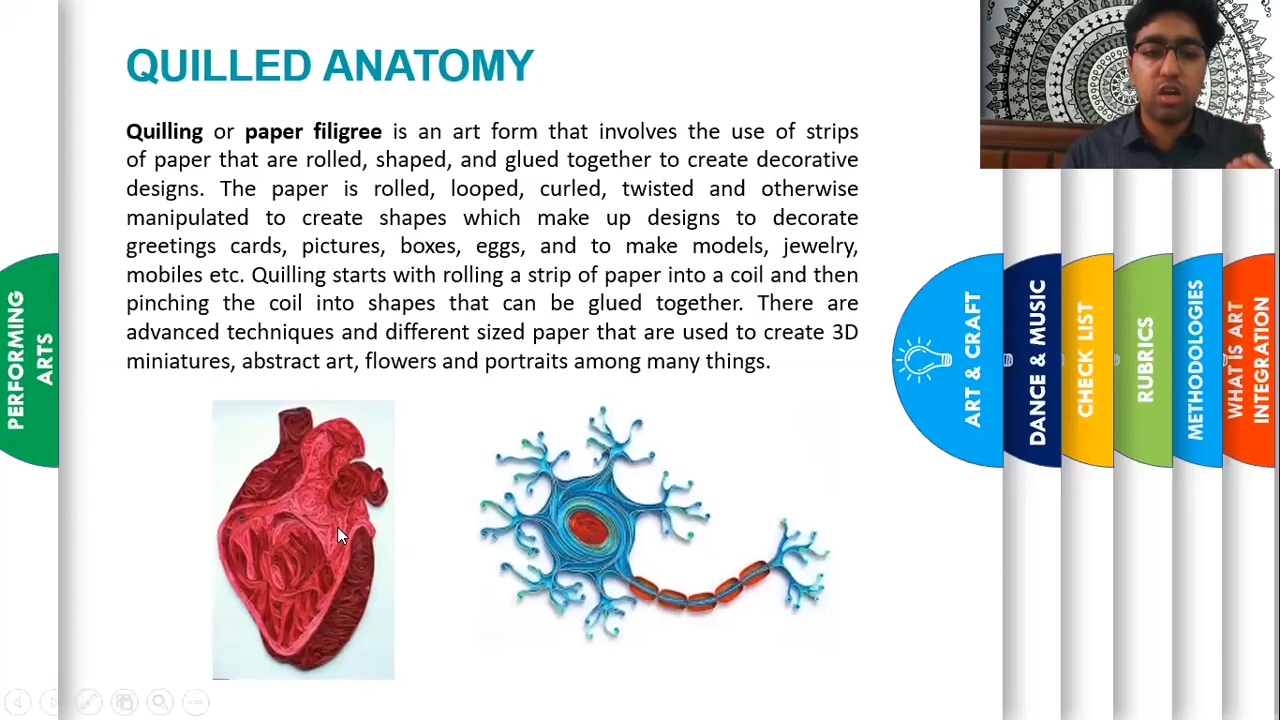 QUILLED ANATOMY
Quilling or paper filigree is an art form that involves the use of strips
of paper that are rolled, shaped, and glued together to create decorative
designs. The paper is rolled, looped, curled, twisted and otherwise
manipulated to create shapes which make up designs to decorate
greetings cards, pictures, boxes, eggs, and to make models, jewelry,
mobiles etc. Quilling starts with rolling a strip of paper into a coil and then
pinching the coil into shapes that can be glued together. There are
advanced techniques and different sized paper that are used to create 3D
miniatures, abstract art, flowers and portraits among many things.
PERFORMING
ARTS
ART & CRAFT
DANCE & MUSIC
CHECK LIST
RUBRICS
METHODOLOGIES
WHAT IS ART
INTEGRATION